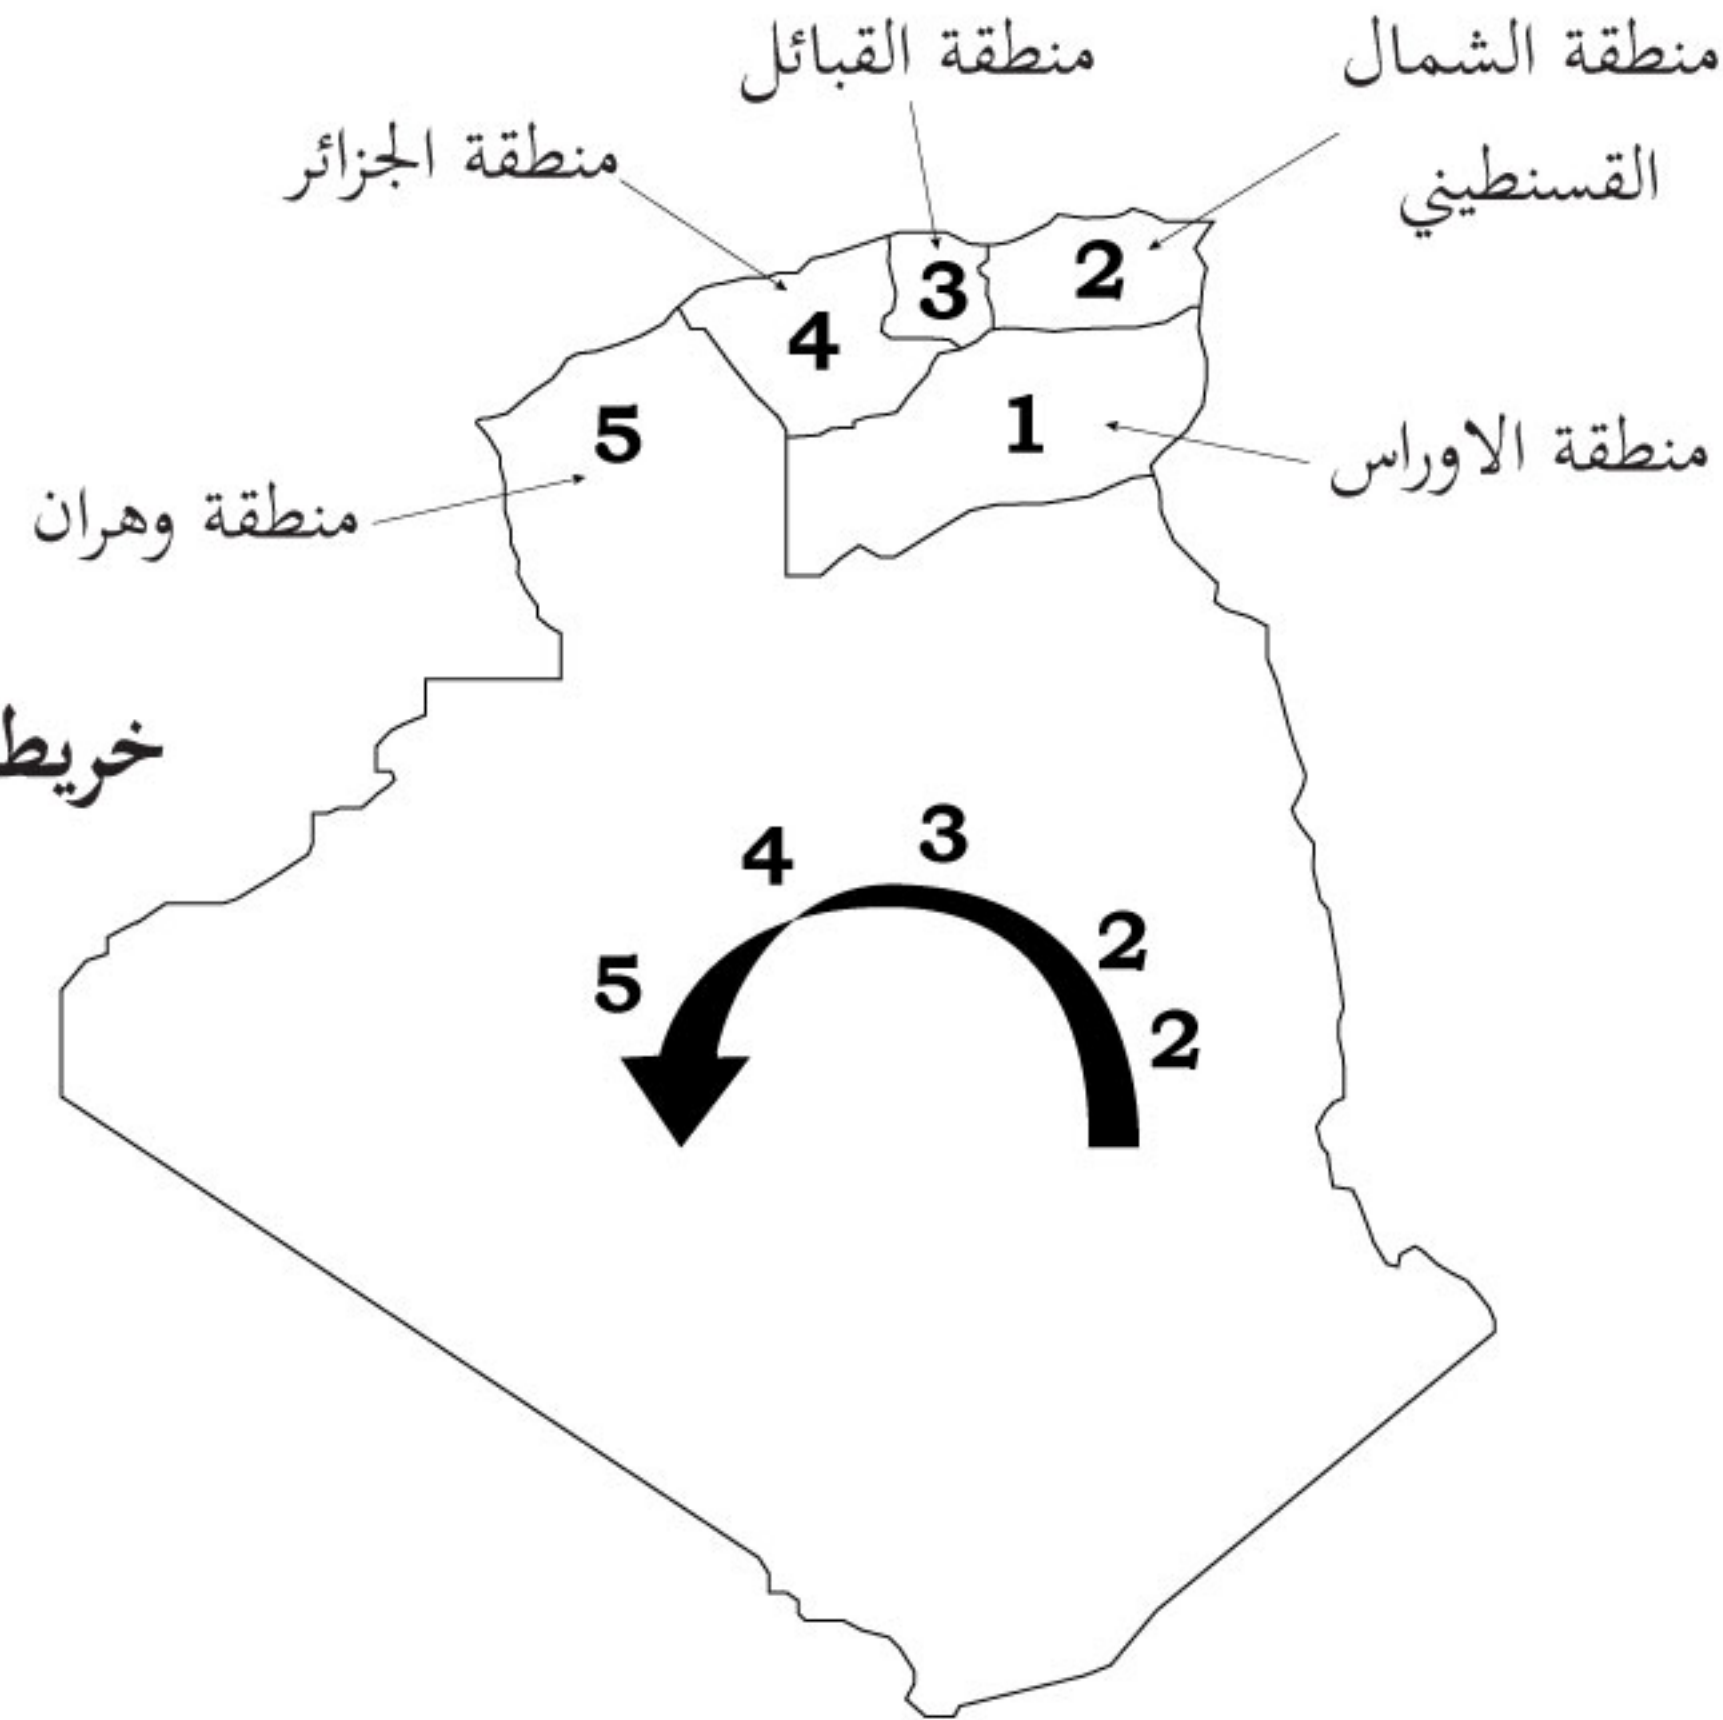 منطقة الشمال
القسنطيني
منطقة القبائل
منطقة الجزائر
2
3
4
1
5
منطقة الاوراس
منطقة وهران
3
4
2
5
2